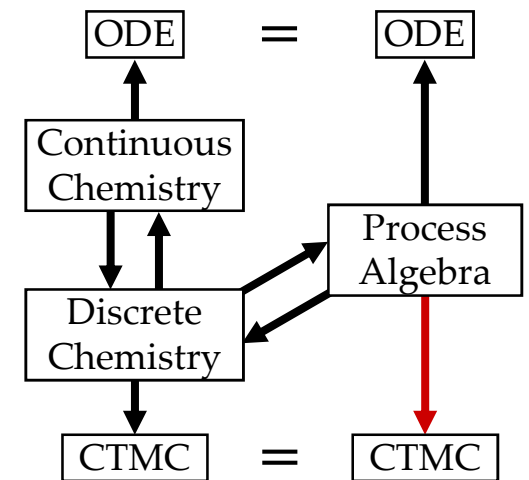 ODE = ODE
Continuous
Chemistry
Process
Algebra
Discrete
Chemistry
CTMC = CTMC